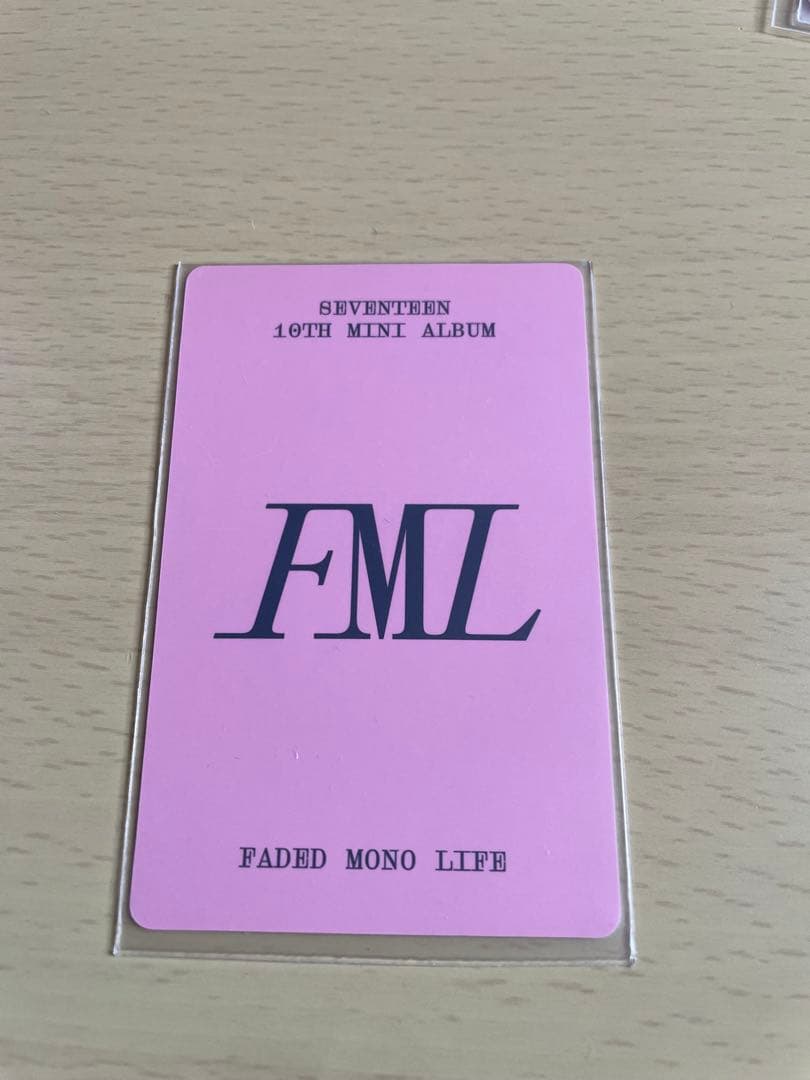 SEVENTEEN
10TH MINI ALBUM
FML
FADED MONO LIFE